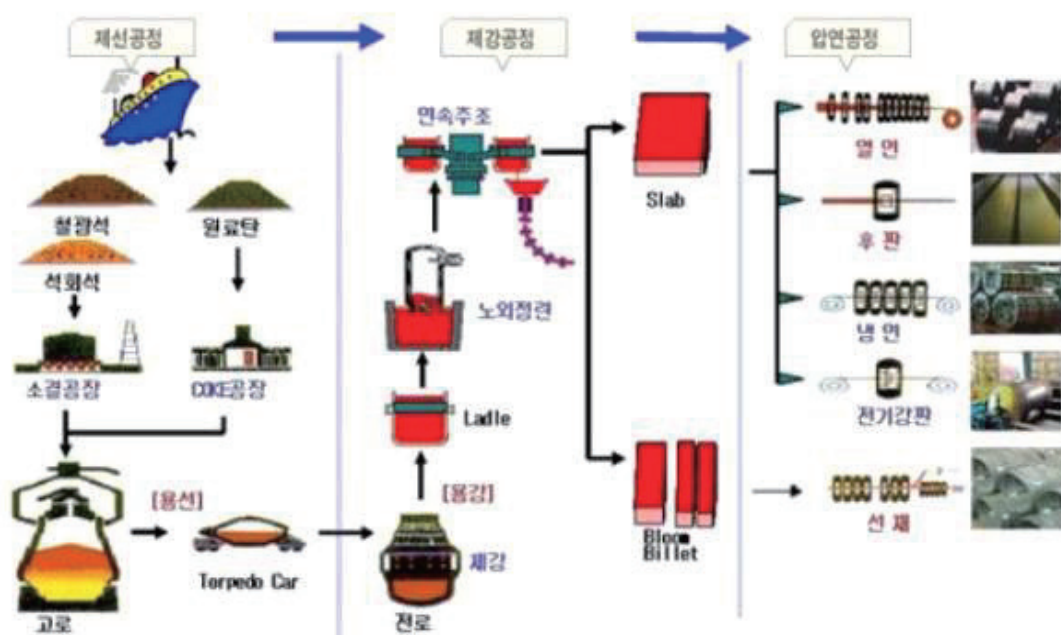 제선공정
제강공정
압연공정
철광석
원료탄
석회석
소결공장
COKE공장
[용선]
Torpedo Car
고로
연속주조
노외정련
Ladle
[용강]
제강
전로
Slab
Bloom
Billet
열연
후판
냉연
전기강판
선재